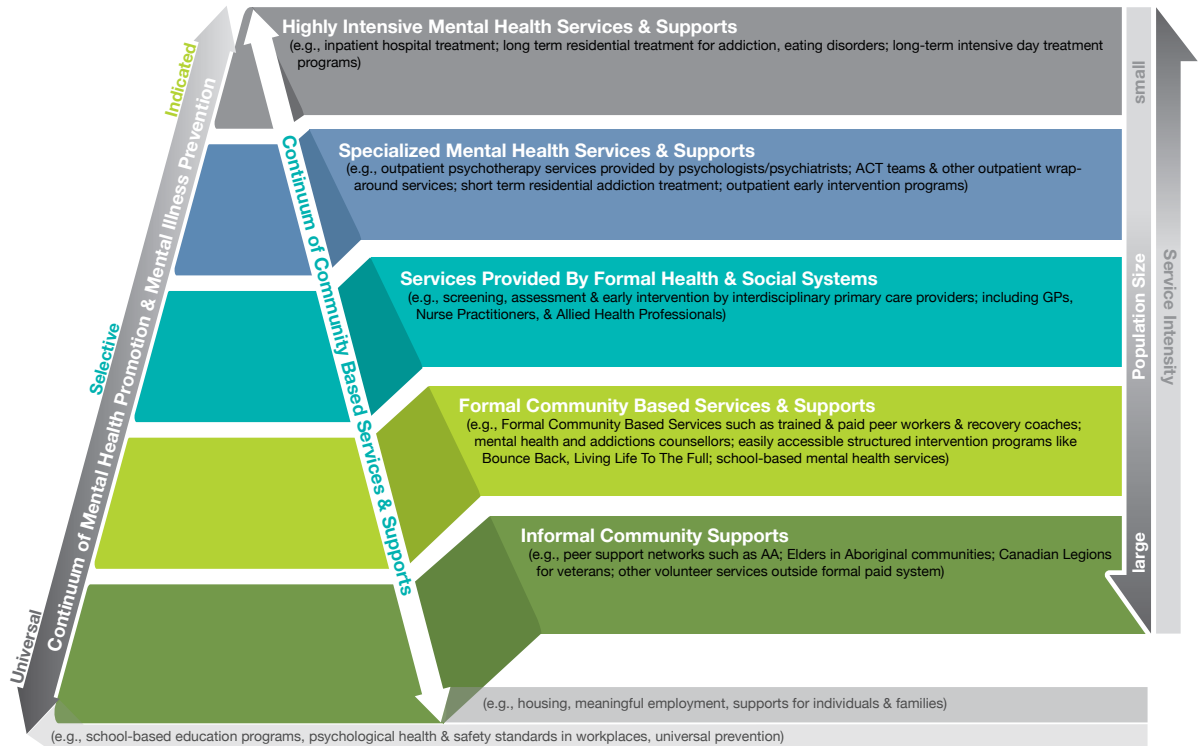 Highly Intensive Mental Health Services & Supports
(e.g., inpatient hospital treatment; long term residential treatment for addiction, eating disorders; long-term intensive day treatment
programs)
Specialized Mental Health Services & Supports
(e.g., outpatient psychotherapy services provided by psychologists/psychiatrists; ACT teams & other outpatient wrap-
around services; short term residential addiction treatment; outpatient early intervention programs)
Services Provided By Formal Health & Social Systems
(e.g., screening, assessment & early intervention by interdisciplinary primary care providers; including GPs,
Nurse Practitioners, & Allied Health Professionals)
Formal Community Based Services & Supports
(e.g., Formal Community Based Services such as trained & paid peer workers & recovery coaches;
mental health and addictions counsellors; easily accessible structured intervention programs like
Bounce Back, Living Life To The Full; school-based mental health services)
Informal Community Supports
(e.g., peer support networks such as AA; Elders in Aboriginal communities; Canadian Legions
for veterans; other volunteer services outside formal paid system)
(e.g., housing, meaningful employment, supports for individuals & families)
(e.g., school-based education programs, psychological health & safety standards in workplaces, universal prevention)
Indicated
Selective
Universal
Continuum of Mental Health Promotion & Mental Illness Prevention
Continuum of Community Based Services & Supports
small
Population Size
large
Service Intensity